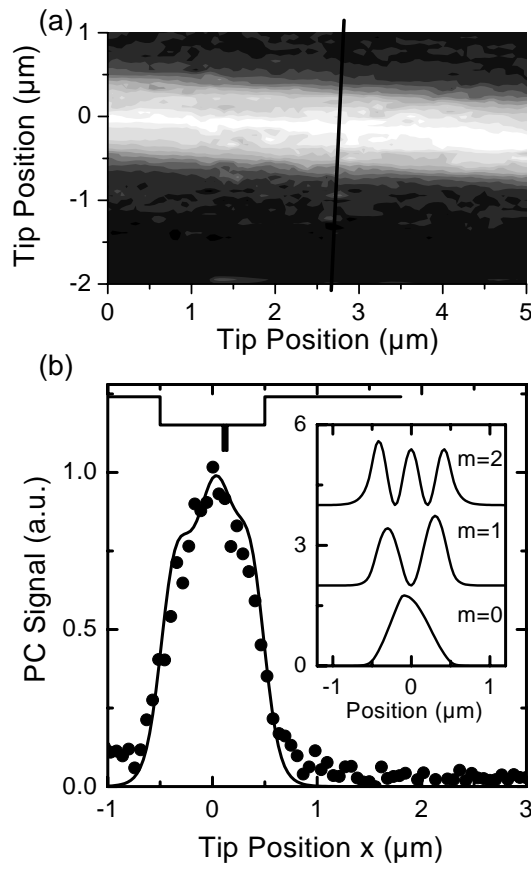 (a)
1
0
-1
-2
Tip Position (µm)
0 1 2 3 4 5
Tip Position (µm)
(b)
1.0
0.5
0.0
PC Signal (a.u.)
-1 0 1 2 3
Tip Position x (µm)
6
3
0
m=2
m=1
m=0
-1 0 1
Position (µm)